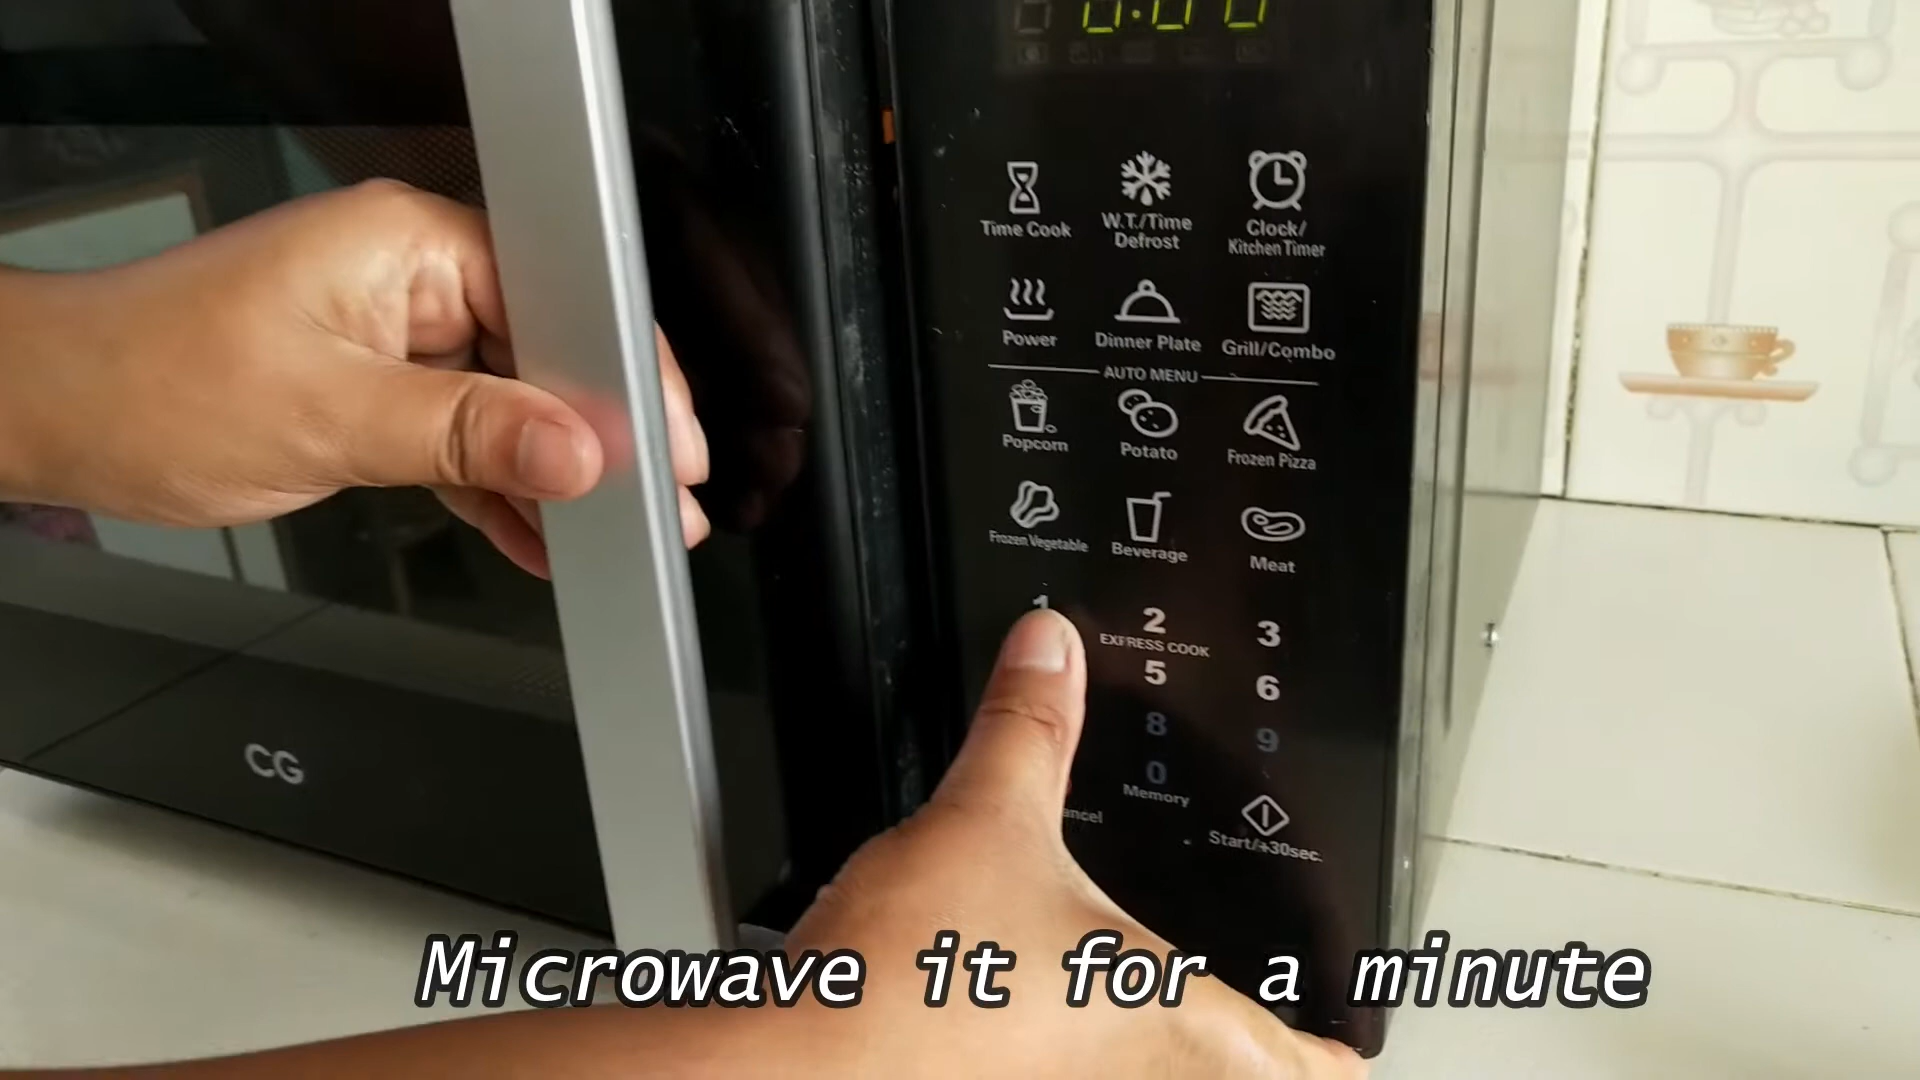 Time Cook
W.T./Time
Defrost
Clock/
Kitchen Timer
Power
Dinner Plate
Grill/Combo
AUTO MENU
Popcorn
Potato
Frozen Pizza
Frozen Vegetable
Beverage
Meat
1
2
3
EXPRESS COOK
5
6
8
9
0
Memory
Start/+30sec.
CG
Microwave it for a minute